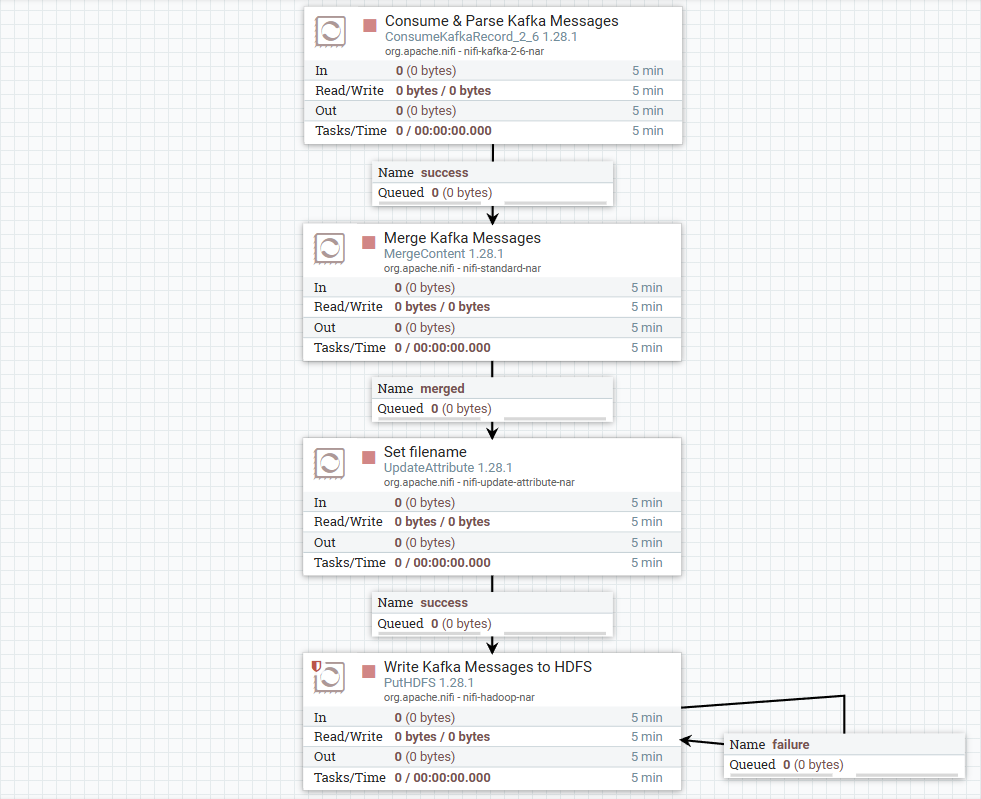 Consume & Parse Kafka Messages
ConsumeKafkaRecord_2_6 1.28.1
org.apache.nifi - nifi-kafka-2-6-nar
In 0 (0 bytes) 5 min
Read/Write 0 bytes / 0 bytes 5 min
Out 0 (0 bytes) 5 min
Tasks/Time 0 / 00:00:00.000 5 min
Name success
Queued 0 (0 bytes)
Merge Kafka Messages
MergeContent 1.28.1
org.apache.nifi - nifi-standard-nar
In 0 (0 bytes) 5 min
Read/Write 0 bytes / 0 bytes 5 min
Out 0 (0 bytes) 5 min
Tasks/Time 0 / 00:00:00.000 5 min
Name merged
Queued 0 (0 bytes)
Set filename
UpdateAttribute 1.28.1
org.apache.nifi - nifi-update-attribute-nar
In 0 (0 bytes) 5 min
Read/Write 0 bytes / 0 bytes 5 min
Out 0 (0 bytes) 5 min
Tasks/Time 0 / 00:00:00.000 5 min
Name success
Queued 0 (0 bytes)
Write Kafka Messages to HDFS
PutHDFS 1.28.1
org.apache.nifi - nifi-hadoop-nar
In 0 (0 bytes) 5 min
Read/Write 0 bytes / 0 bytes 5 min
Out 0 (0 bytes) 5 min
Tasks/Time 0 / 00:00:00.000 5 min
Name failure
Queued 0 (0 bytes)